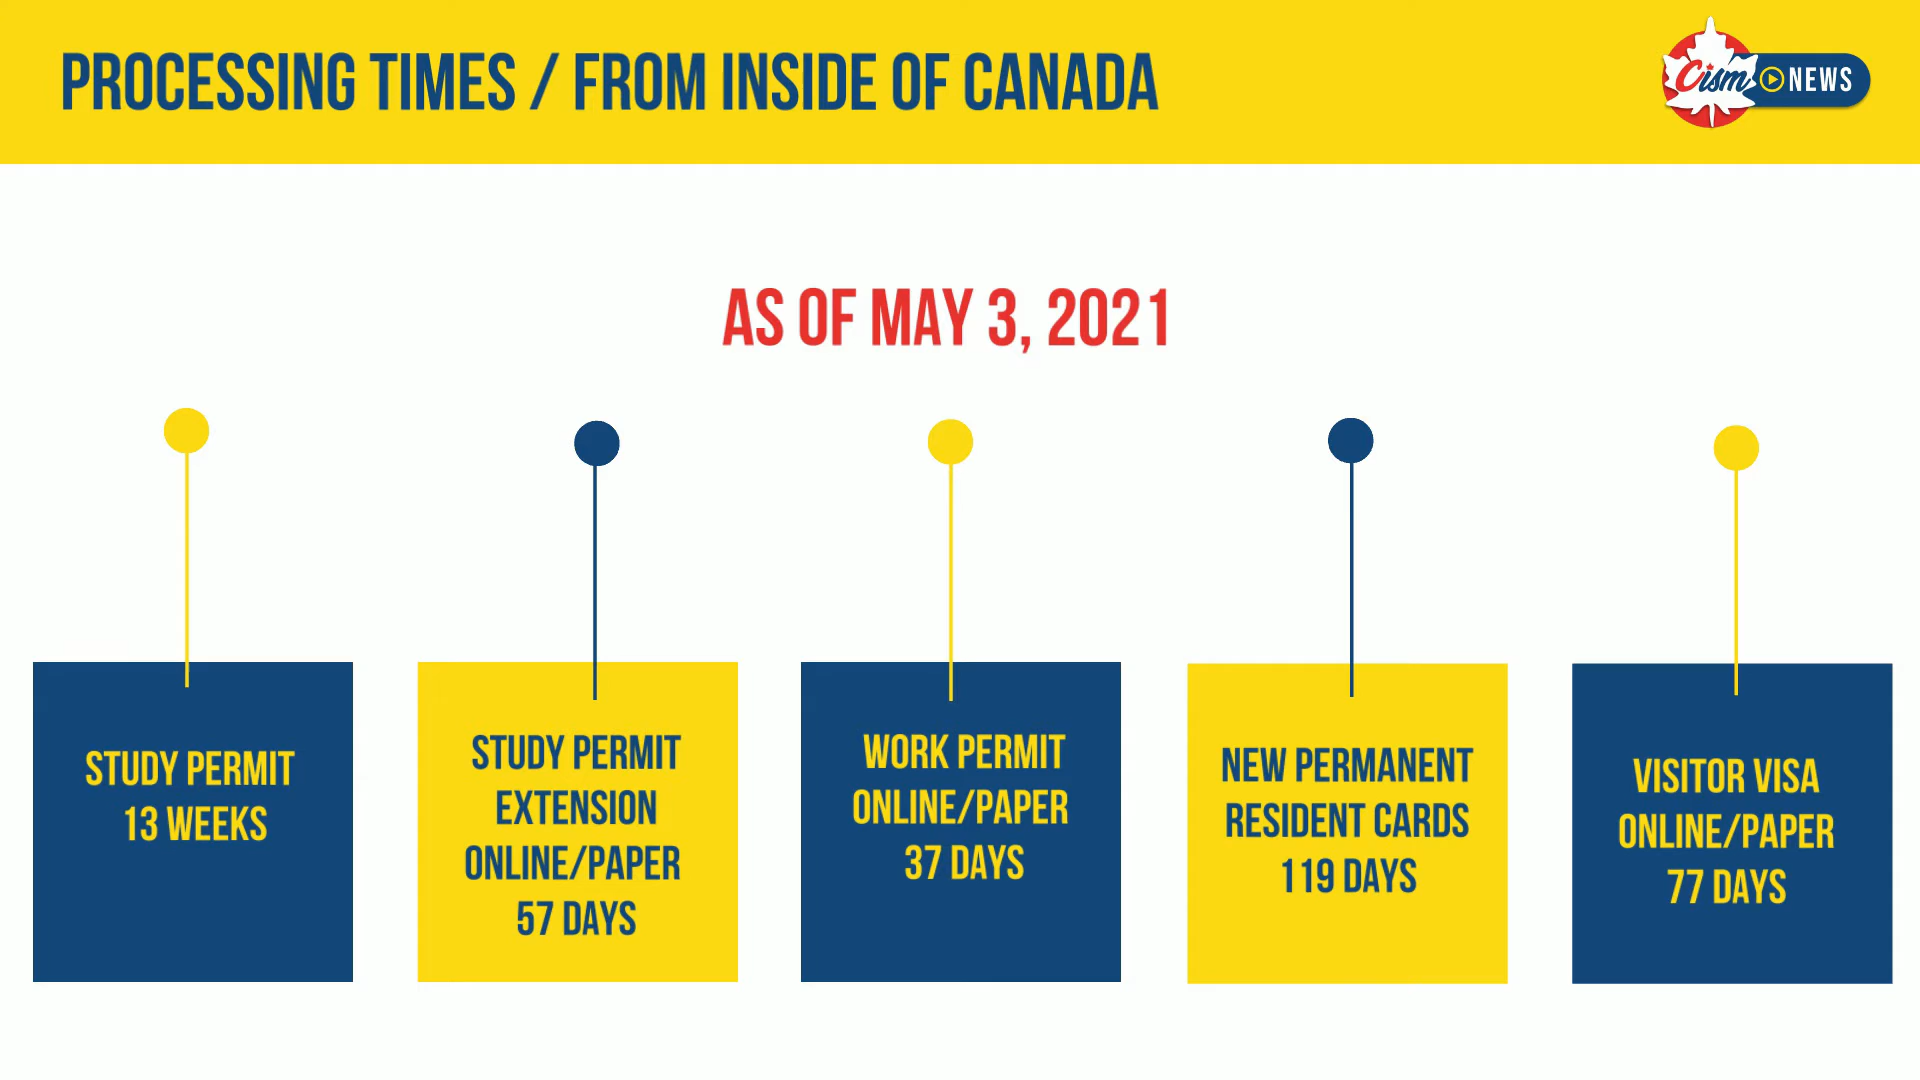 PROCESSING TIMES / FROM INSIDE OF CANADA
Cism NEWS
AS OF MAY 3, 2021
STUDY PERMIT
13 WEEKS
STUDY PERMIT
EXTENSION
ONLINE/PAPER
57 DAYS
WORK PERMIT
ONLINE/PAPER
37 DAYS
NEW PERMANENT
RESIDENT CARDS
119 DAYS
VISITOR VISA
ONLINE/PAPER
77 DAYS